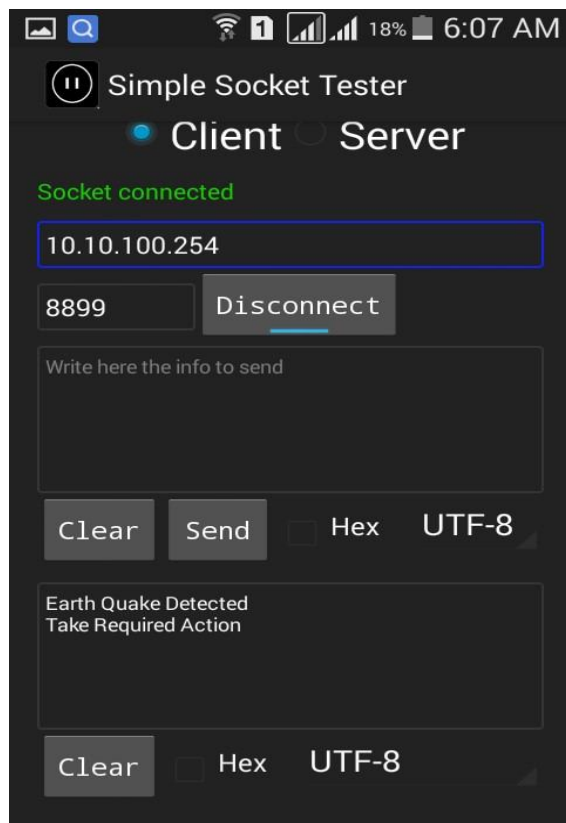 1 18% 6:07 AM
Simple Socket Tester
Client Server
Socket connected
10.10.100.254
8899 Disconnect
Write here the info to send
Clear Send Hex UTF-8
Earth Quake Detected
Take Required Action
Clear Hex UTF-8